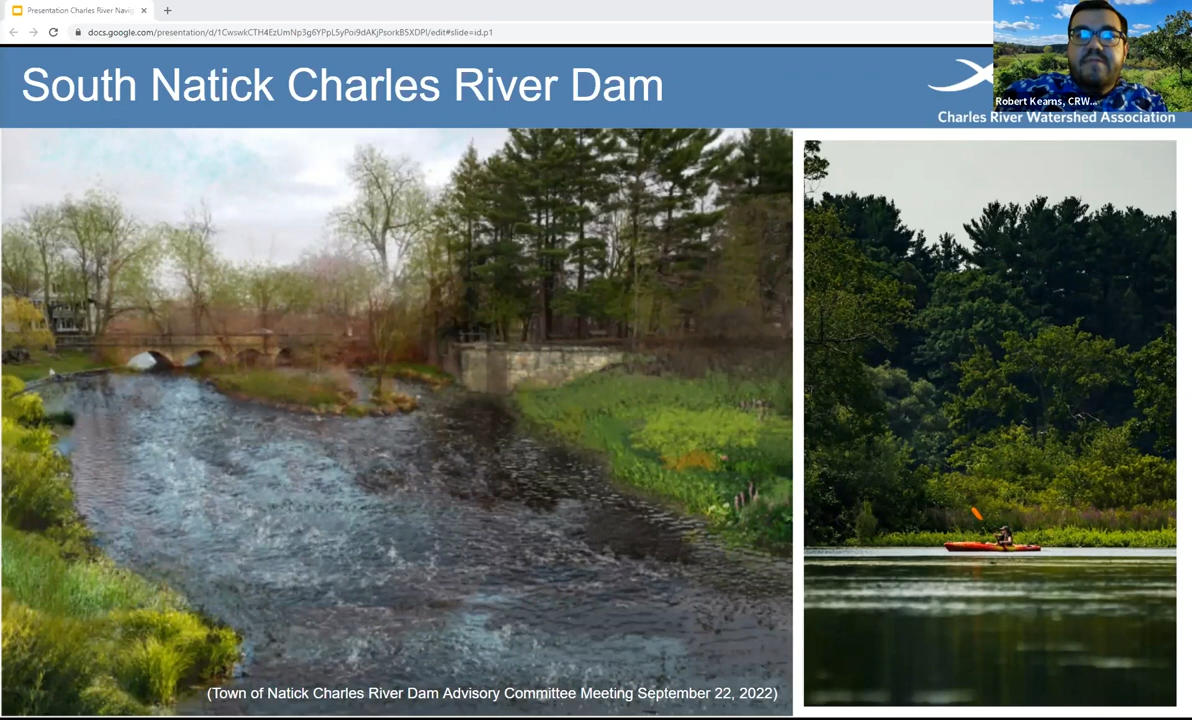 Presentation Charles River Navig
docs.google.com/presentation/d/1CwswkCTH4EzUmNp3g6YPpL5yPoi9dAKjPsorkB5XDPI/edit#slide=id.p1
South Natick Charles River Dam
Robert Kearns, CRW...
Charles River Watershed Association
(Town of Natick Charles River Dam Advisory Committee Meeting September 22, 2022)